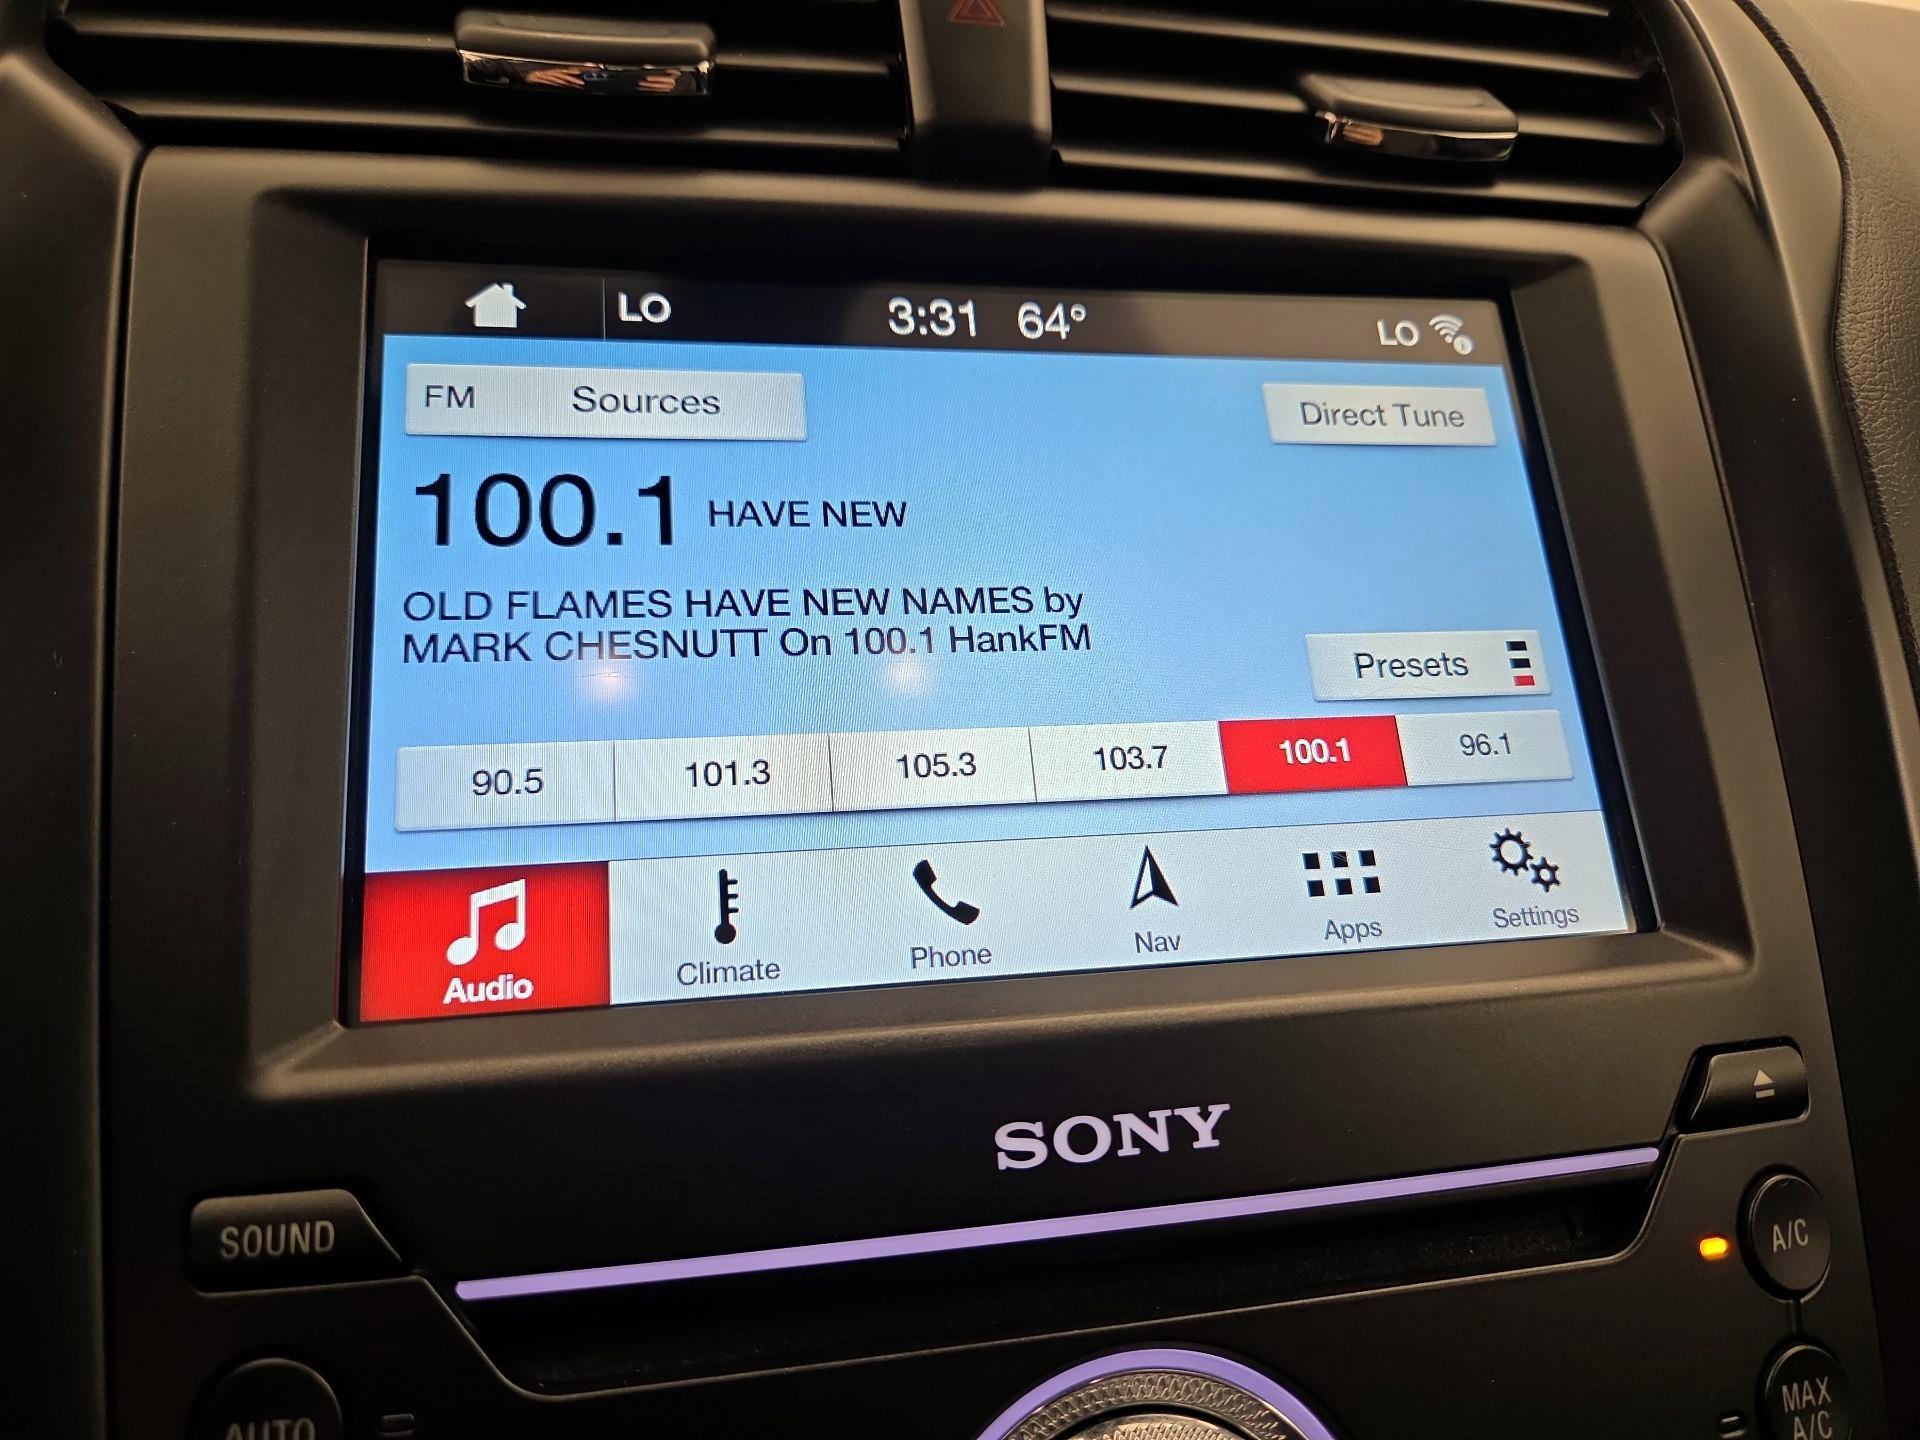 LO 3:31 64° LO
FM Sources Direct Tune
100.1 HAVE NEW
OLD FLAMES HAVE NEW NAMES by
MARK CHESNUTT On 100.1 HankFM
Presets
90.5 101.3 105.3 103.7 100.1 96.1
Audio Climate Phone Nav Apps Settings
SONY
SOUND
A/C
AUTO
MAX
A/C